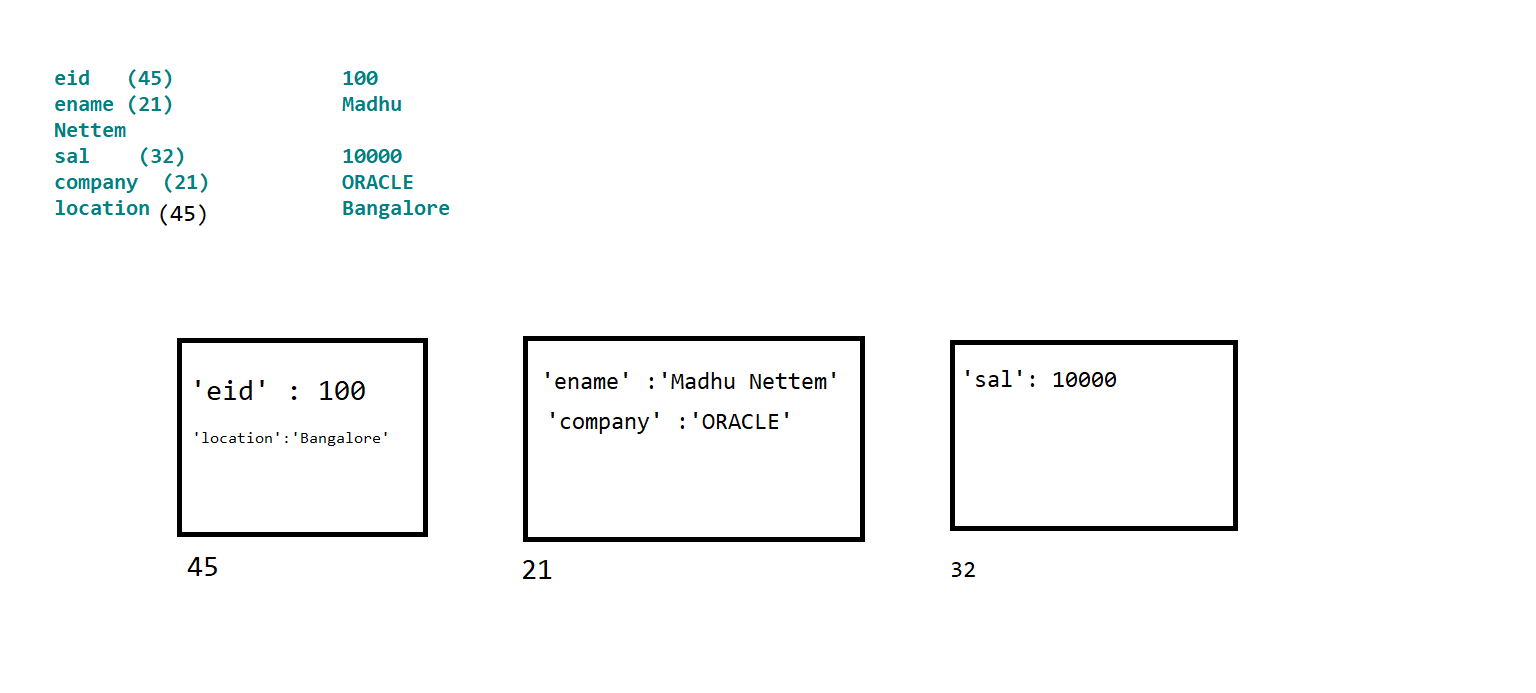 eid (45) 100
ename (21) Madhu
Nettem
sal (32) 10000
company (21) ORACLE
location (45) Bangalore
'eid' : 100
'location':'Bangalore'
45
'ename' :'Madhu Nettem'
'company' :'ORACLE'
21
'sal': 10000
32